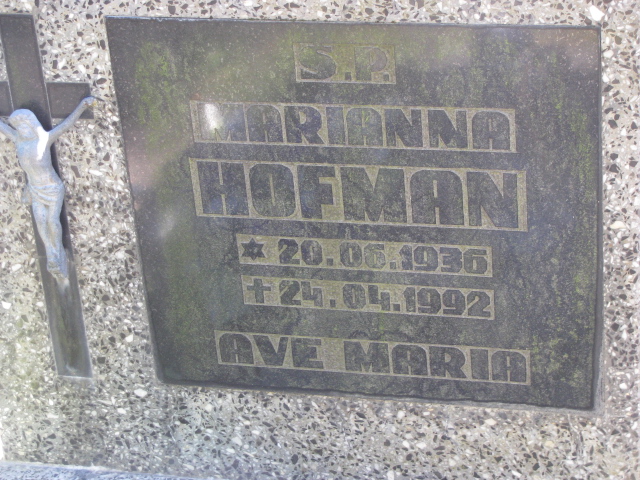 S.P.
MARIANNA
HOFMAN
✶ 20.06.1936
✝ 24.04.1992
AVE MARIA